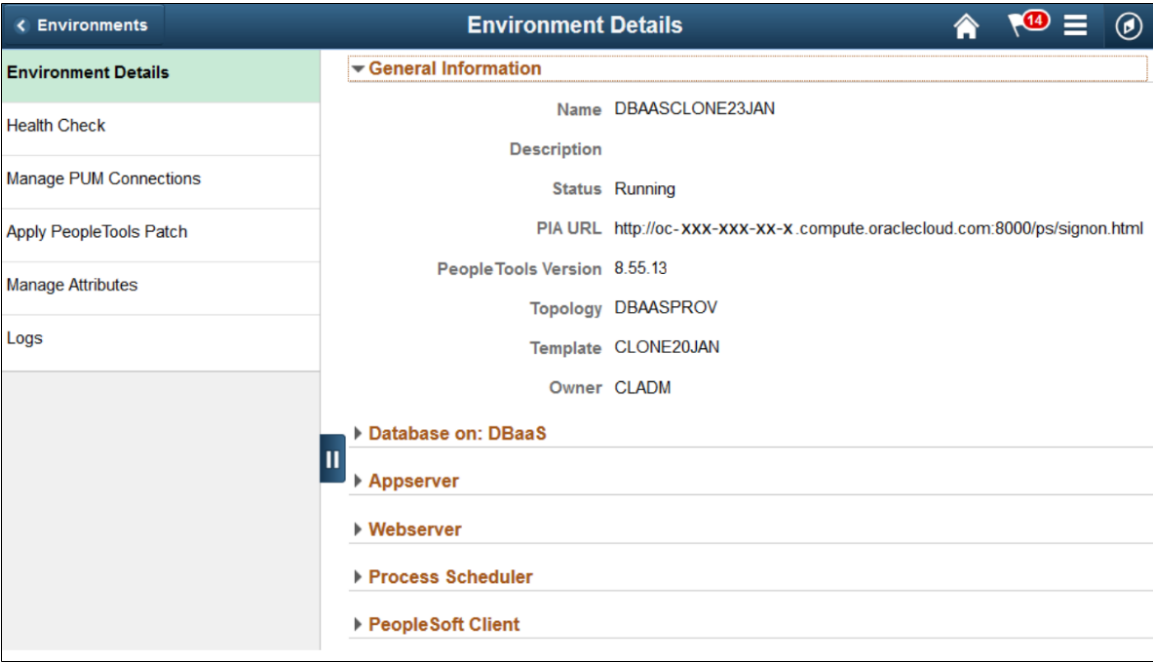 Environments
Environment Details
14
Environment Details
Health Check
Manage PUM Connections
Apply PeopleTools Patch
Manage Attributes
Logs
General Information
Name DBAASCLONE23JAN
Description
Status Running
PIA URL http://oc-xxx-xxx-xx-x.compute.oraclecloud.com:8000/ps/signon.html
PeopleTools Version 8.55.13
Topology DBAASPROV
Template CLONE20JAN
Owner CLADM
Database on: DBaaS
Appserver
Webserver
Process Scheduler
PeopleSoft Client